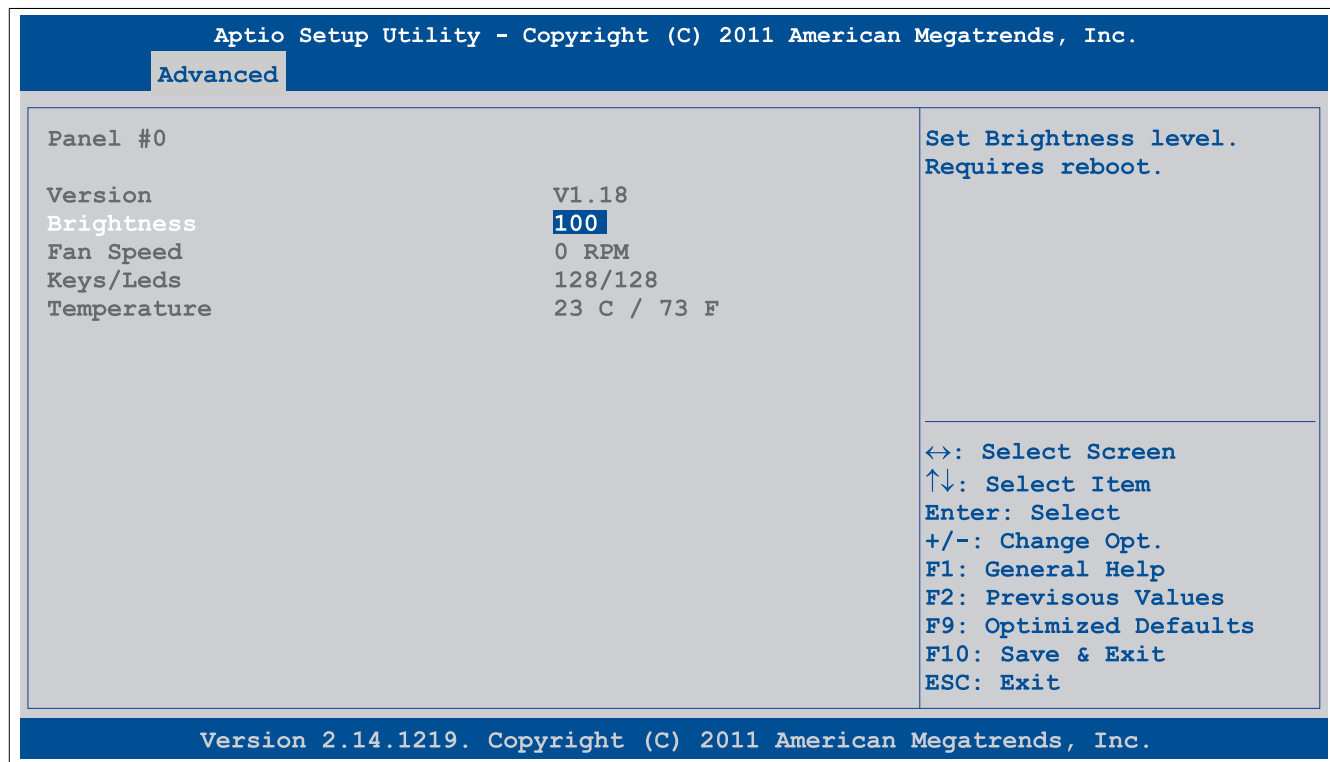 Aptio Setup Utility - Copyright (C) 2011 American Megatrends, Inc.
Advanced
Panel #0
Version V1.18
Brightness 100
Fan Speed 0 RPM
Keys/Leds 128/128
Temperature 23 C / 73 F
Set Brightness level.
Requires reboot.
↔: Select Screen
↑↓: Select Item
Enter: Select
+/-: Change Opt.
F1: General Help
F2: Previsous Values
F9: Optimized Defaults
F10: Save & Exit
ESC: Exit
Version 2.14.1219. Copyright (C) 2011 American Megatrends, Inc.